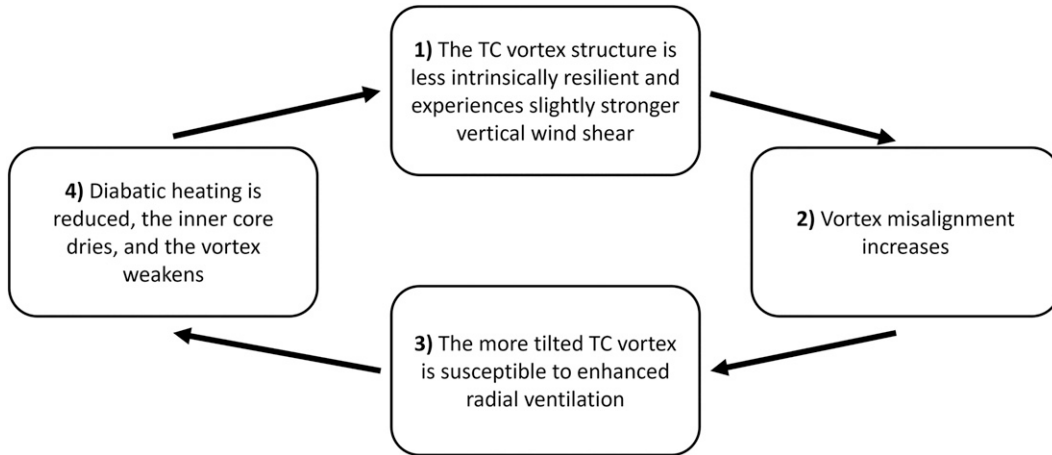 1) The TC vortex structure is
less intrinsically resilient and
experiences slightly stronger
vertical wind shear
2) Vortex misalignment
increases
3) The more tilted TC vortex
is susceptible to enhanced
radial ventilation
4) Diabatic heating is
reduced, the inner core
dries, and the vortex
weakens